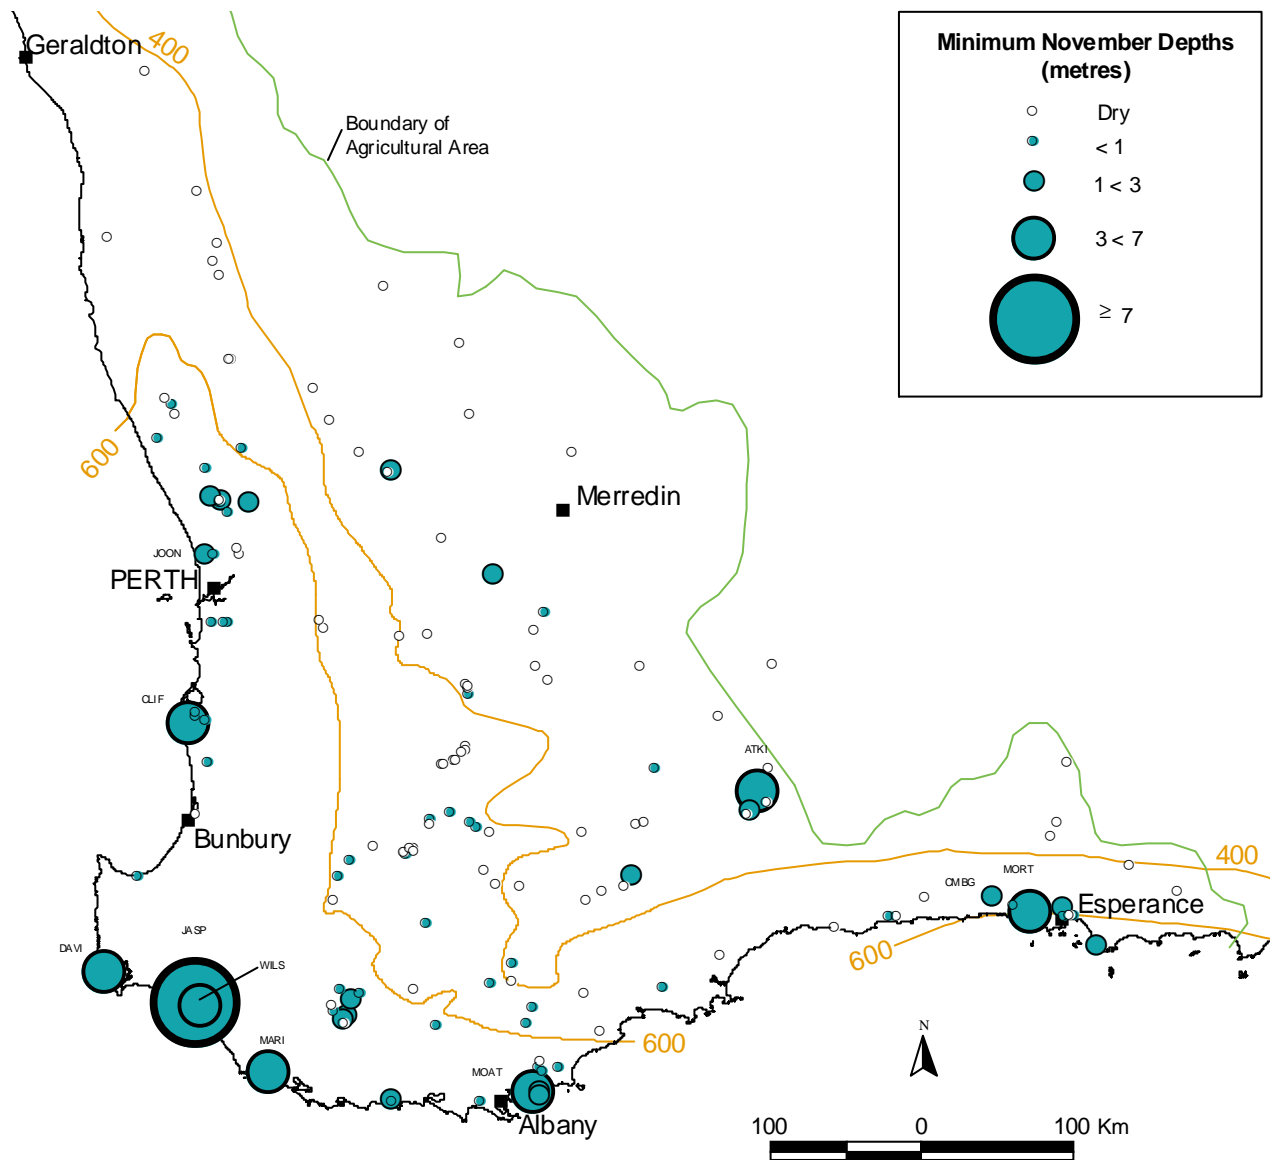 Geraldton
400
Minimum November Depths
(metres)
Dry
< 1
1 < 3
3 < 7
≥ 7
Boundary of
Agricultural Area
600
Merredin
JOON
PERTH
CLIF
ATKI
Bunbury
400
MORT
CMBG
Esperance
JASP
DAVI
WILS
600
N
600
MARI
MOAT
Albany
100
0
100 Km